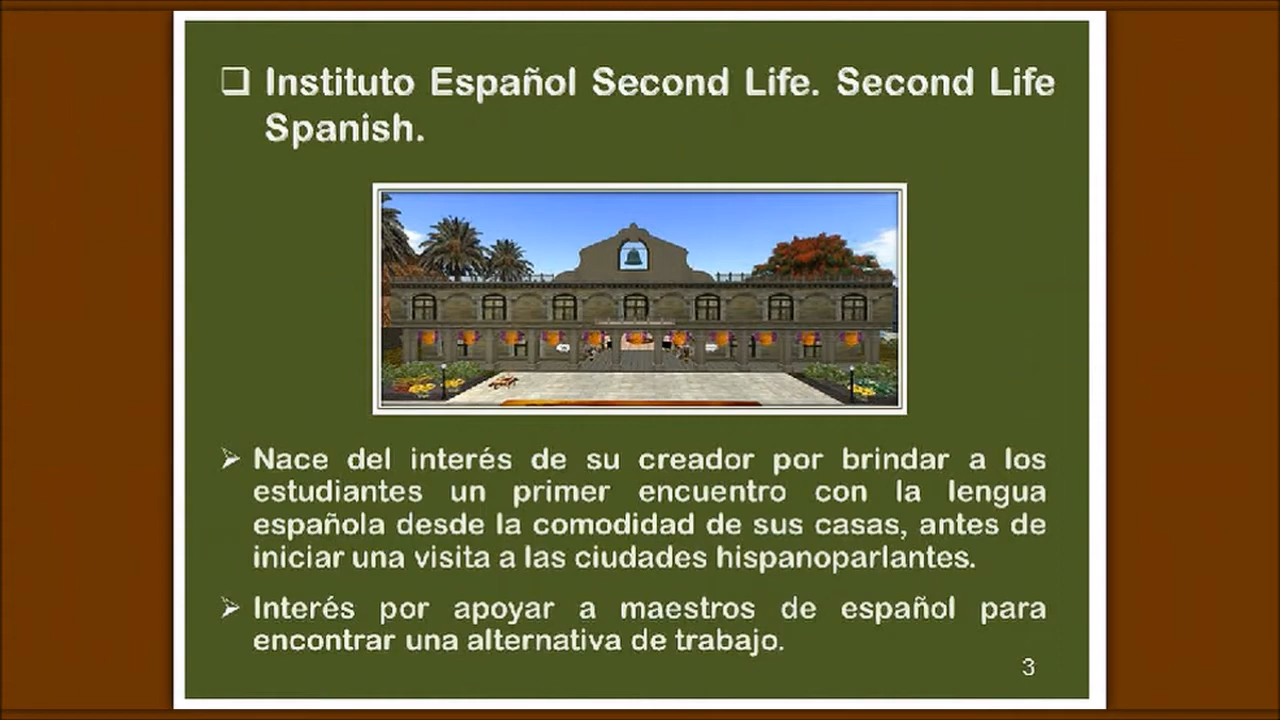 Instituto Español Second Life. Second Life
Spanish.
Nace del interés de su creador por brindar a los
estudiantes un primer encuentro con la lengua
española desde la comodidad de sus casas, antes de
iniciar una visita a las ciudades hispanoparlantes.
Interés por apoyar a maestros de español para
encontrar una alternativa de trabajo.
3